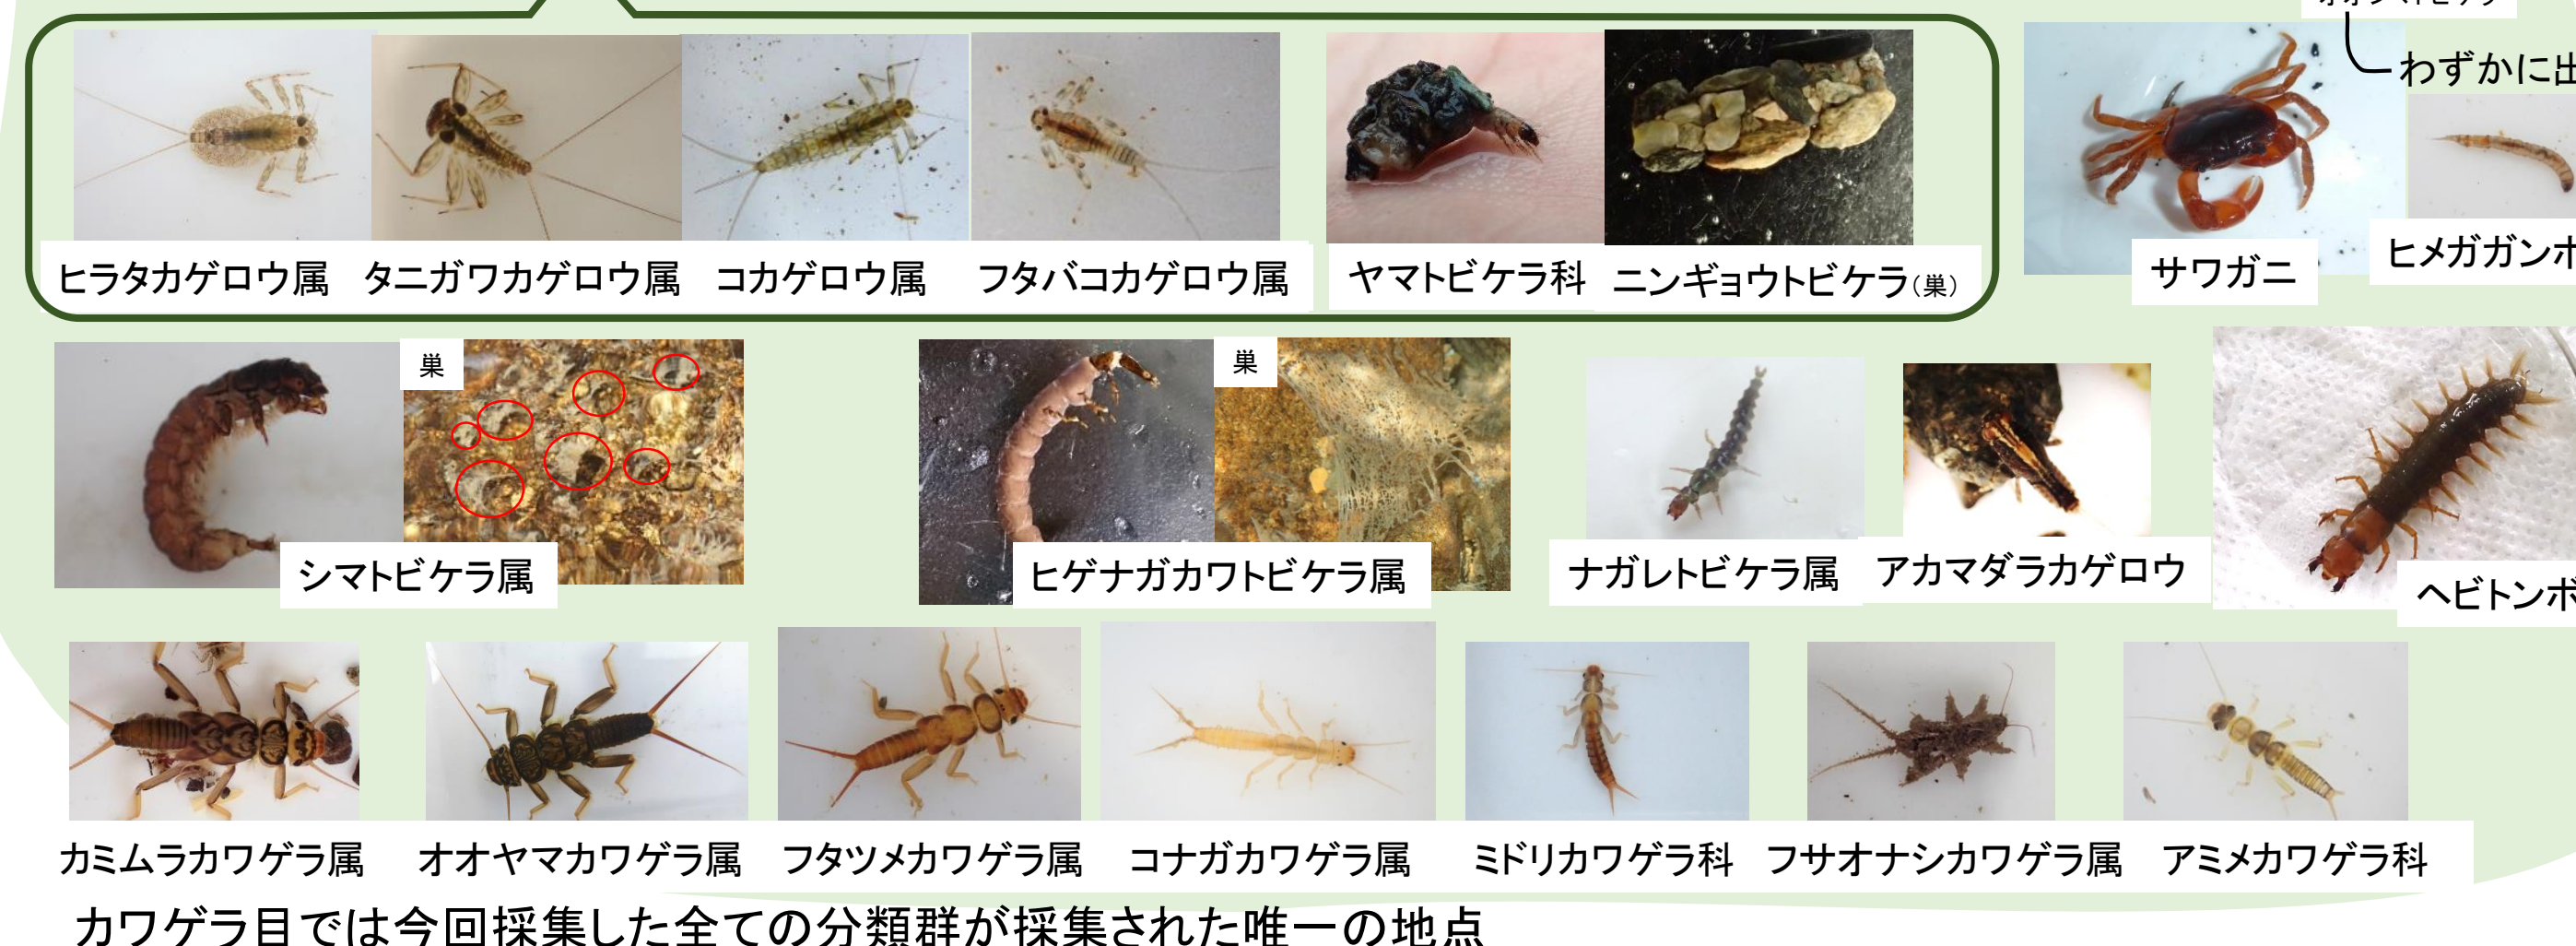 わずかに出
ヒラタカゲロウ属 タニガワカゲロウ属 コカゲロウ属 フタバコカゲロウ属 ヤマトビケラ科 ニンギョウトビケラ(巣)
サワガニ
ヒメガガンボ
巣
巣
シマトビケラ属
ヒゲナガカワトビケラ属
ナガレトビケラ属
アカマダラカゲロウ
ヘビトンボ
カミムラカワゲラ属 オオヤマカワゲラ属 フタツメカワゲラ属 コナガカワゲラ属 ミドリカワゲラ科 フサオナシカワゲラ属 アミメカワゲラ科
カワゲラ目では今回採集した全ての分類群が採集された唯一の地点